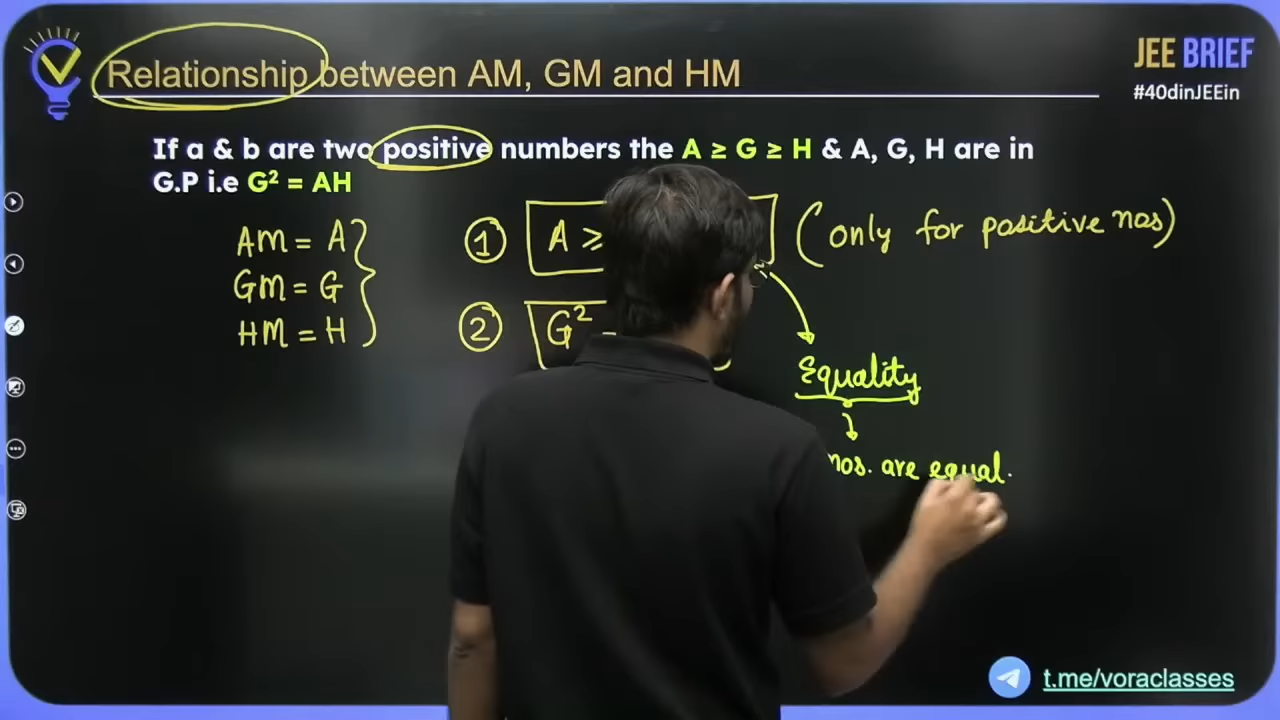 Relationship between AM, GM and HM
JEE BRIEF
#40dinJEEin
If a & b are two positive numbers the A ≥ G ≥ H & A, G, H are in
G.P i.e G² = AH
AM = A
GM = G
HM = H
① A ≥ (only for positive nos)
② G²
Equality
nos. are equal.
t.me/voraclasses